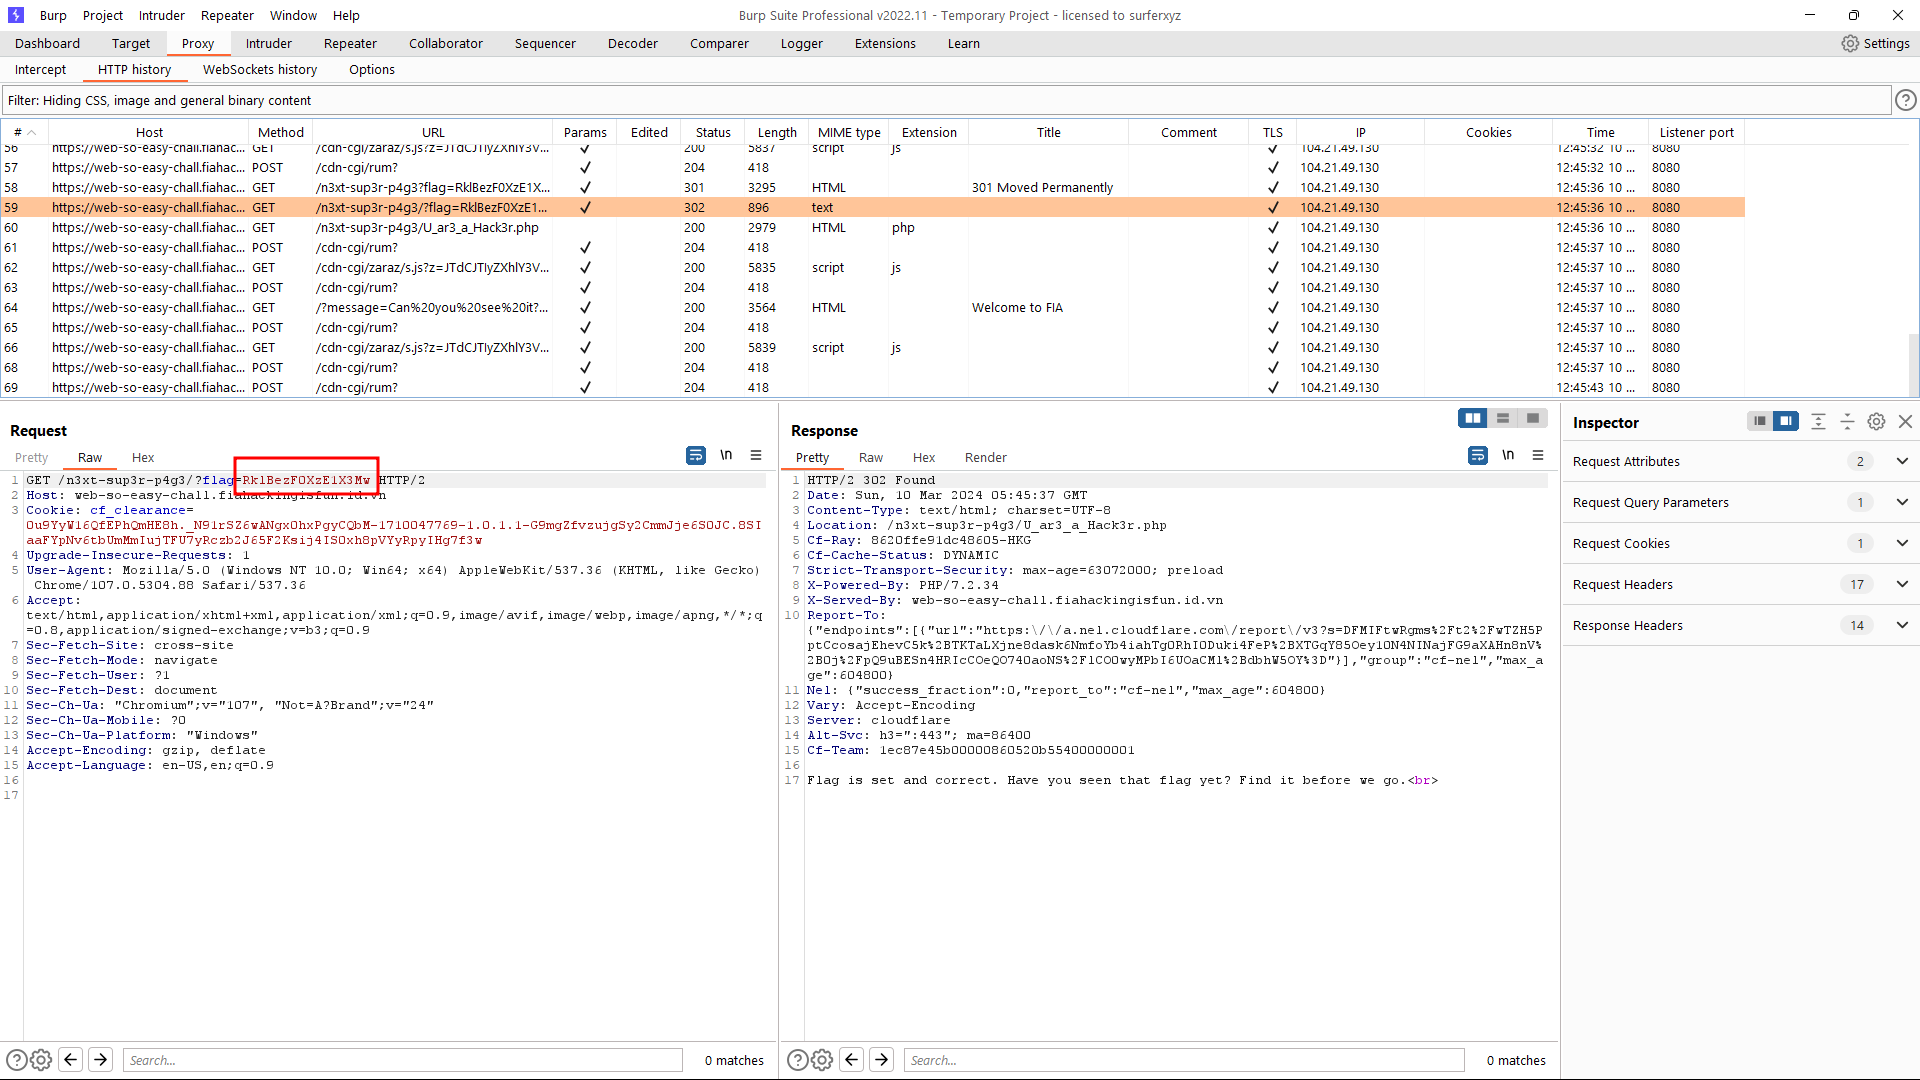 Burp Project Intruder Repeater Window Help
Burp Suite Professional v2022.11 - Temporary Project - licensed to surferxyz
Dashboard Target Proxy Intruder Repeater Collaborator Sequencer Decoder Comparer Logger Extensions Learn
Settings
Intercept HTTP history WebSockets history Options
Filter: Hiding CSS, image and general binary content
# Host Method URL Params Edited Status Length MIME type Extension Title Comment TLS IP Cookies Time Listener port
56 https://web-so-easy-chall.fiahac... GET /cdn-cgi/zaraz/s.js?z=JTdCJTIyZXhlY3V... ✓ 200 5837 script js ✓ 104.21.49.130 12:45:32 10 ... 8080
57 https://web-so-easy-chall.fiahac... POST /cdn-cgi/rum? ✓ 204 418 ✓ 104.21.49.130 12:45:32 10 ... 8080
58 https://web-so-easy-chall.fiahac... GET /n3xt-sup3r-p4g3?flag=RklBezF0XzE1X... ✓ 301 3295 HTML 301 Moved Permanently ✓ 104.21.49.130 12:45:36 10 ... 8080
59 https://web-so-easy-chall.fiahac... GET /n3xt-sup3r-p4g3/?flag=RklBezF0XzE1... ✓ 302 896 text ✓ 104.21.49.130 12:45:36 10 ... 8080
60 https://web-so-easy-chall.fiahac... GET /n3xt-sup3r-p4g3/U_ar3_a_Hack3r.php 200 2979 HTML php ✓ 104.21.49.130 12:45:36 10 ... 8080
61 https://web-so-easy-chall.fiahac... POST /cdn-cgi/rum? ✓ 204 418 ✓ 104.21.49.130 12:45:37 10 ... 8080
62 https://web-so-easy-chall.fiahac... GET /cdn-cgi/zaraz/s.js?z=JTdCJTIyZXhlY3V... ✓ 200 5835 script js ✓ 104.21.49.130 12:45:37 10 ... 8080
63 https://web-so-easy-chall.fiahac... POST /cdn-cgi/rum? ✓ 204 418 ✓ 104.21.49.130 12:45:37 10 ... 8080
64 https://web-so-easy-chall.fiahac... GET /?message=Can%20you%20see%20it?... ✓ 200 3564 HTML Welcome to FIA ✓ 104.21.49.130 12:45:37 10 ... 8080
65 https://web-so-easy-chall.fiahac... POST /cdn-cgi/rum? ✓ 204 418 ✓ 104.21.49.130 12:45:37 10 ... 8080
66 https://web-so-easy-chall.fiahac... GET /cdn-cgi/zaraz/s.js?z=JTdCJTIyZXhlY3V... ✓ 200 5839 script js ✓ 104.21.49.130 12:45:37 10 ... 8080
68 https://web-so-easy-chall.fiahac... POST /cdn-cgi/rum? ✓ 204 418 ✓ 104.21.49.130 12:45:37 10 ... 8080
69 https://web-so-easy-chall.fiahac... POST /cdn-cgi/rum? ✓ 204 418 ✓ 104.21.49.130 12:45:43 10 ... 8080
Request
Pretty Raw Hex
\n
1 GET /n3xt-sup3r-p4g3/?flag=RklBezF0XzE1X3Mw HTTP/2
2 Host: web-so-easy-chall.fiahackingisfun.id.vn
3 Cookie: cf_clearance=
0u9YyW16QfEPhQmHE8h._N91rSZ6wANgxOhxPgyCQbM-1710047769-1.0.1.1-G9mgZfvzujgSy2CmmJje6S0JC.8SI
aaFYpNv6tbUmMmIujTFU7yRczb2J65F2Ksij4ISOxh8pVYyRpyIHg7f3w
4 Upgrade-Insecure-Requests: 1
5 User-Agent: Mozilla/5.0 (Windows NT 10.0; Win64; x64) AppleWebKit/537.36 (KHTML, like Gecko)
Chrome/107.0.5304.88 Safari/537.36
6 Accept:
text/html,application/xhtml+xml,application/xml;q=0.9,image/avif,image/webp,image/apng,*/*;q
=0.8,application/signed-exchange;v=b3;q=0.9
7 Sec-Fetch-Site: cross-site
8 Sec-Fetch-Mode: navigate
9 Sec-Fetch-User: ?1
10 Sec-Fetch-Dest: document
11 Sec-Ch-Ua: "Chromium";v="107", "Not=A?Brand";v="24"
12 Sec-Ch-Ua-Mobile: ?0
13 Sec-Ch-Ua-Platform: "Windows"
14 Accept-Encoding: gzip, deflate
15 Accept-Language: en-US,en;q=0.9
16
17
Search... 0 matches
Response
Pretty Raw Hex Render
\n
1 HTTP/2 302 Found
2 Date: Sun, 10 Mar 2024 05:45:37 GMT
3 Content-Type: text/html; charset=UTF-8
4 Location: /n3xt-sup3r-p4g3/U_ar3_a_Hack3r.php
5 Cf-Ray: 8620ffe91dc48605-HKG
6 Cf-Cache-Status: DYNAMIC
7 Strict-Transport-Security: max-age=63072000; preload
8 X-Powered-By: PHP/7.2.34
9 X-Served-By: web-so-easy-chall.fiahackingisfun.id.vn
10 Report-To:
{"endpoints":[{"url":"https:\/\/a.nel.cloudflare.com\/report\/v3?s=DFMIFtwRgms%2Ft2%2FwTZH5P
ptCcosajEhevC5k%2BTKTaLXjne8dask6NmfoYb4iahTg0RhI0Duki4FeP%2BXTGqY85Oey10N4NINajFG9aXAHn8nV%
2B0j%2FpQ9uBESn4HRIcCOeQO740aoNS%2FlCO0wyMPbI6UOaCMl%2BdbhW5OY%3D"}],"group":"cf-nel","max_a
ge":604800}
11 Nel: {"success_fraction":0,"report_to":"cf-nel","max_age":604800}
12 Vary: Accept-Encoding
13 Server: cloudflare
14 Alt-Svc: h3=":443"; ma=86400
15 Cf-Team: 1ec87e45b00000860520b55400000001
16
17 Flag is set and correct. Have you seen that flag yet? Find it before we go.<br>
Search... 0 matches
Inspector
Request Attributes 2
Request Query Parameters 1
Request Cookies 1
Request Headers 17
Response Headers 14